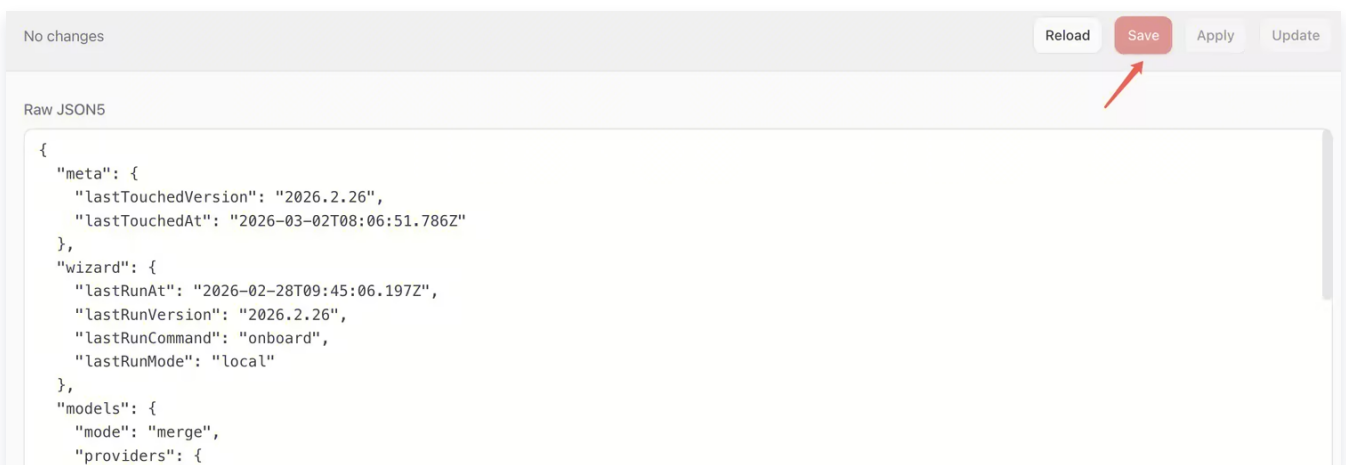 No changes
Reload Save Apply Update
Raw JSON5
{
  "meta": {
    "lastTouchedVersion": "2026.2.26",
    "lastTouchedAt": "2026-03-02T08:06:51.786Z"
  },
  "wizard": {
    "lastRunAt": "2026-02-28T09:45:06.197Z",
    "lastRunVersion": "2026.2.26",
    "lastRunCommand": "onboard",
    "lastRunMode": "local"
  },
  "models": {
    "mode": "merge",
    "providers": {